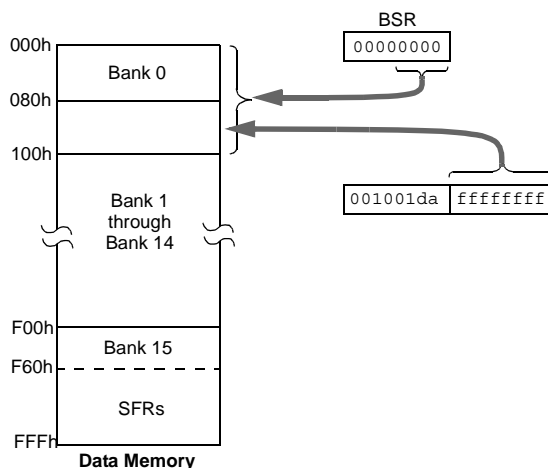 BSR
000h
00000000
Bank 0
080h
100h
Bank 1
through
Bank 14
001001da ffffffff
F00h
Bank 15
F60h
SFRs
FFFh
Data Memory